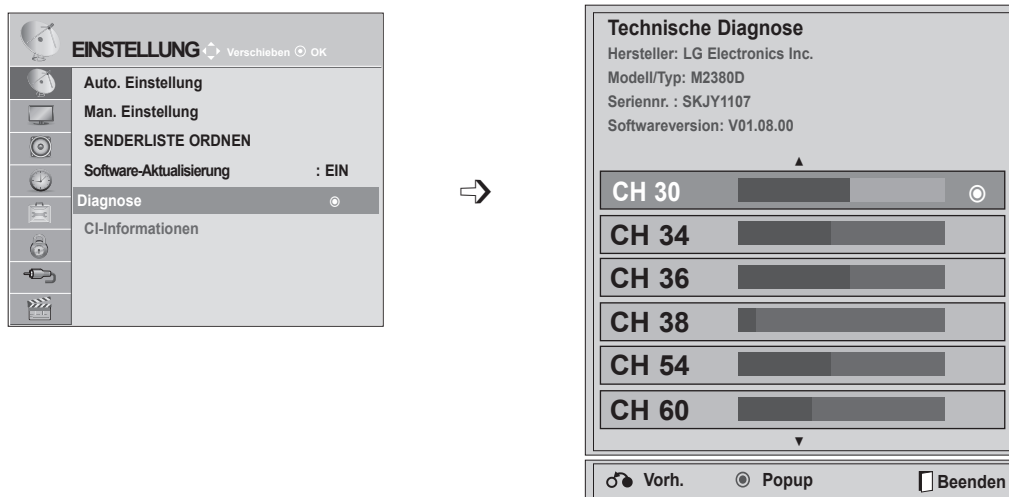 EINSTELLUNG Verschieben OK
Auto. Einstellung
Man. Einstellung
SENDERLISTE ORDNEN
Software-Aktualisierung : EIN
Diagnose
CI-Informationen
Technische Diagnose
Hersteller: LG Electronics Inc.
Modell/Typ: M2380D
Seriennr. : SKJY1107
Softwareversion: V01.08.00
CH 30
CH 34
CH 36
CH 38
CH 54
CH 60
Vorh. Popup Beenden